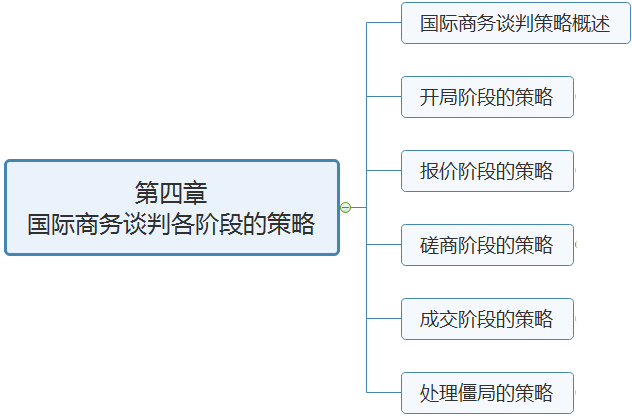 第四章
国际商务谈判各阶段的策略
国际商务谈判策略概述
开局阶段的策略
报价阶段的策略
磋商阶段的策略
成交阶段的策略
处理僵局的策略